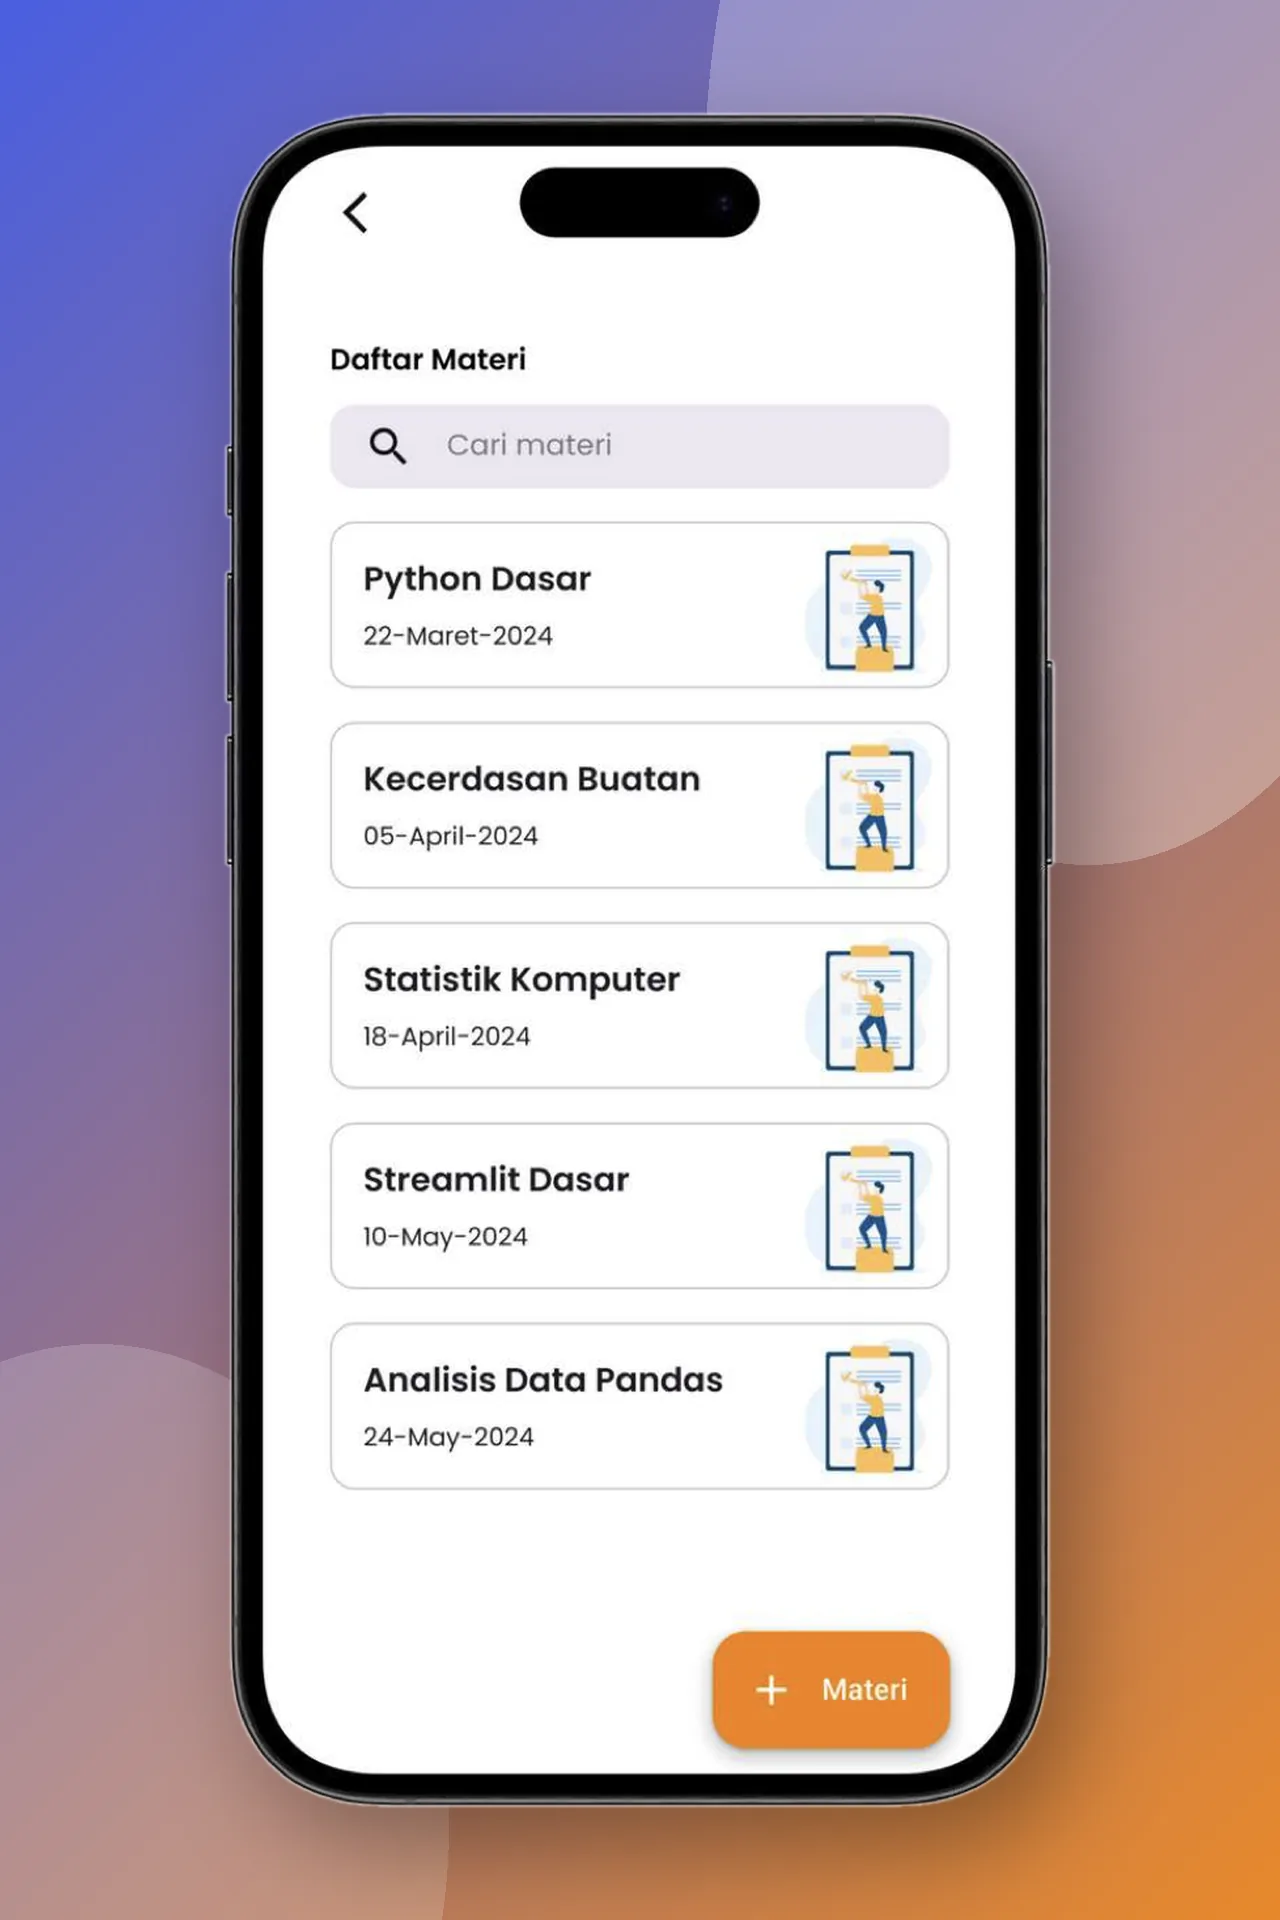 Daftar Materi
Cari materi
Python Dasar
22-Maret-2024
Kecerdasan Buatan
05-April-2024
Statistik Komputer
18-April-2024
Streamlit Dasar
10-May-2024
Analisis Data Pandas
24-May-2024
+ Materi